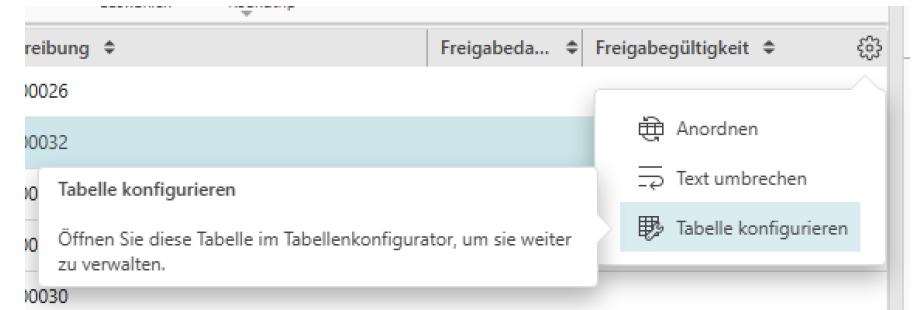 reibung
Freigabeda...
Freigabegültigkeit
00026
Anordnen
00032
Text umbrechen
Tabelle konfigurieren
Tabelle konfigurieren
Öffnen Sie diese Tabelle im Tabellenkonfigurator, um sie weiter
zu verwalten.
00030